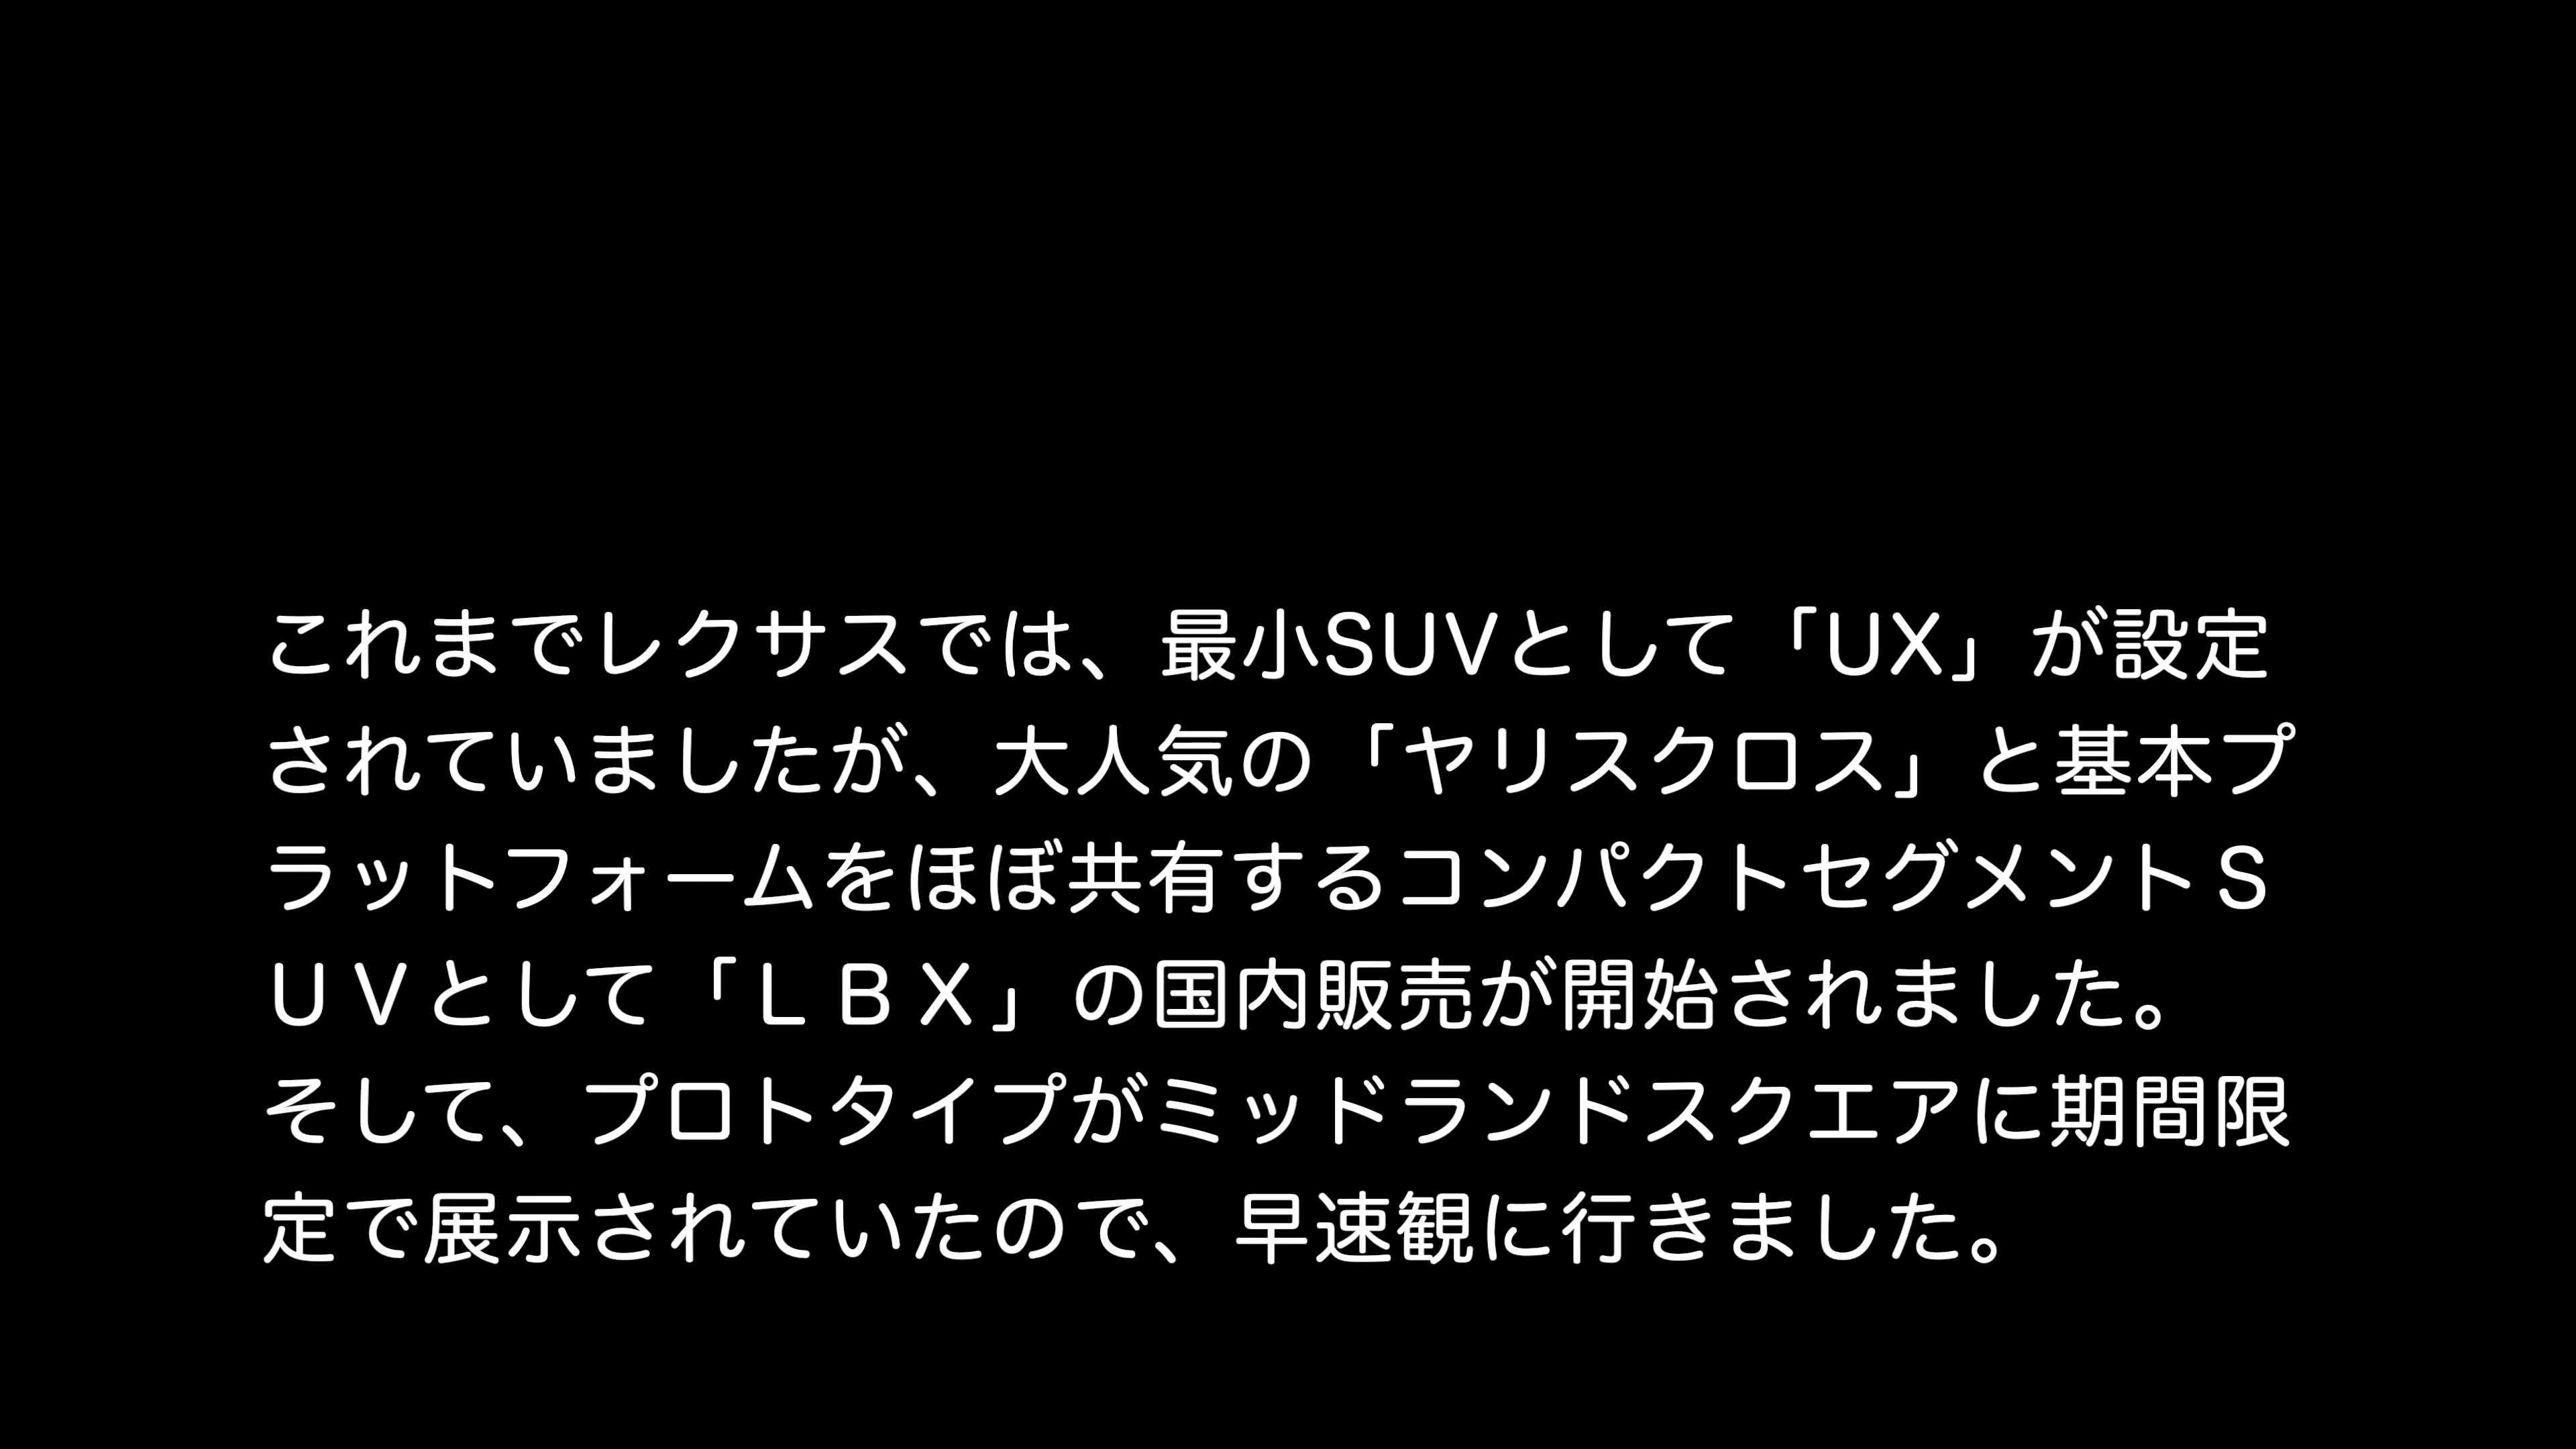 これまでレクサスでは、最小SUVとして「UX」が設定
されていましたが、大人気の「ヤリスクロス」と基本プ
ラットフォームをほぼ共有するコンパクトセグメントＳ
ＵＶとして「ＬＢＸ」の国内販売が開始されました。
そして、プロトタイプがミッドランドスクエアに期間限
定で展示されていたので、早速観に行きました。